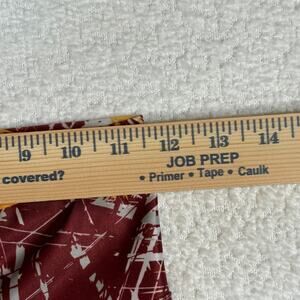 9 10 11 12 13 14
JOB PREP
covered?
• Primer • Tape • Caulk